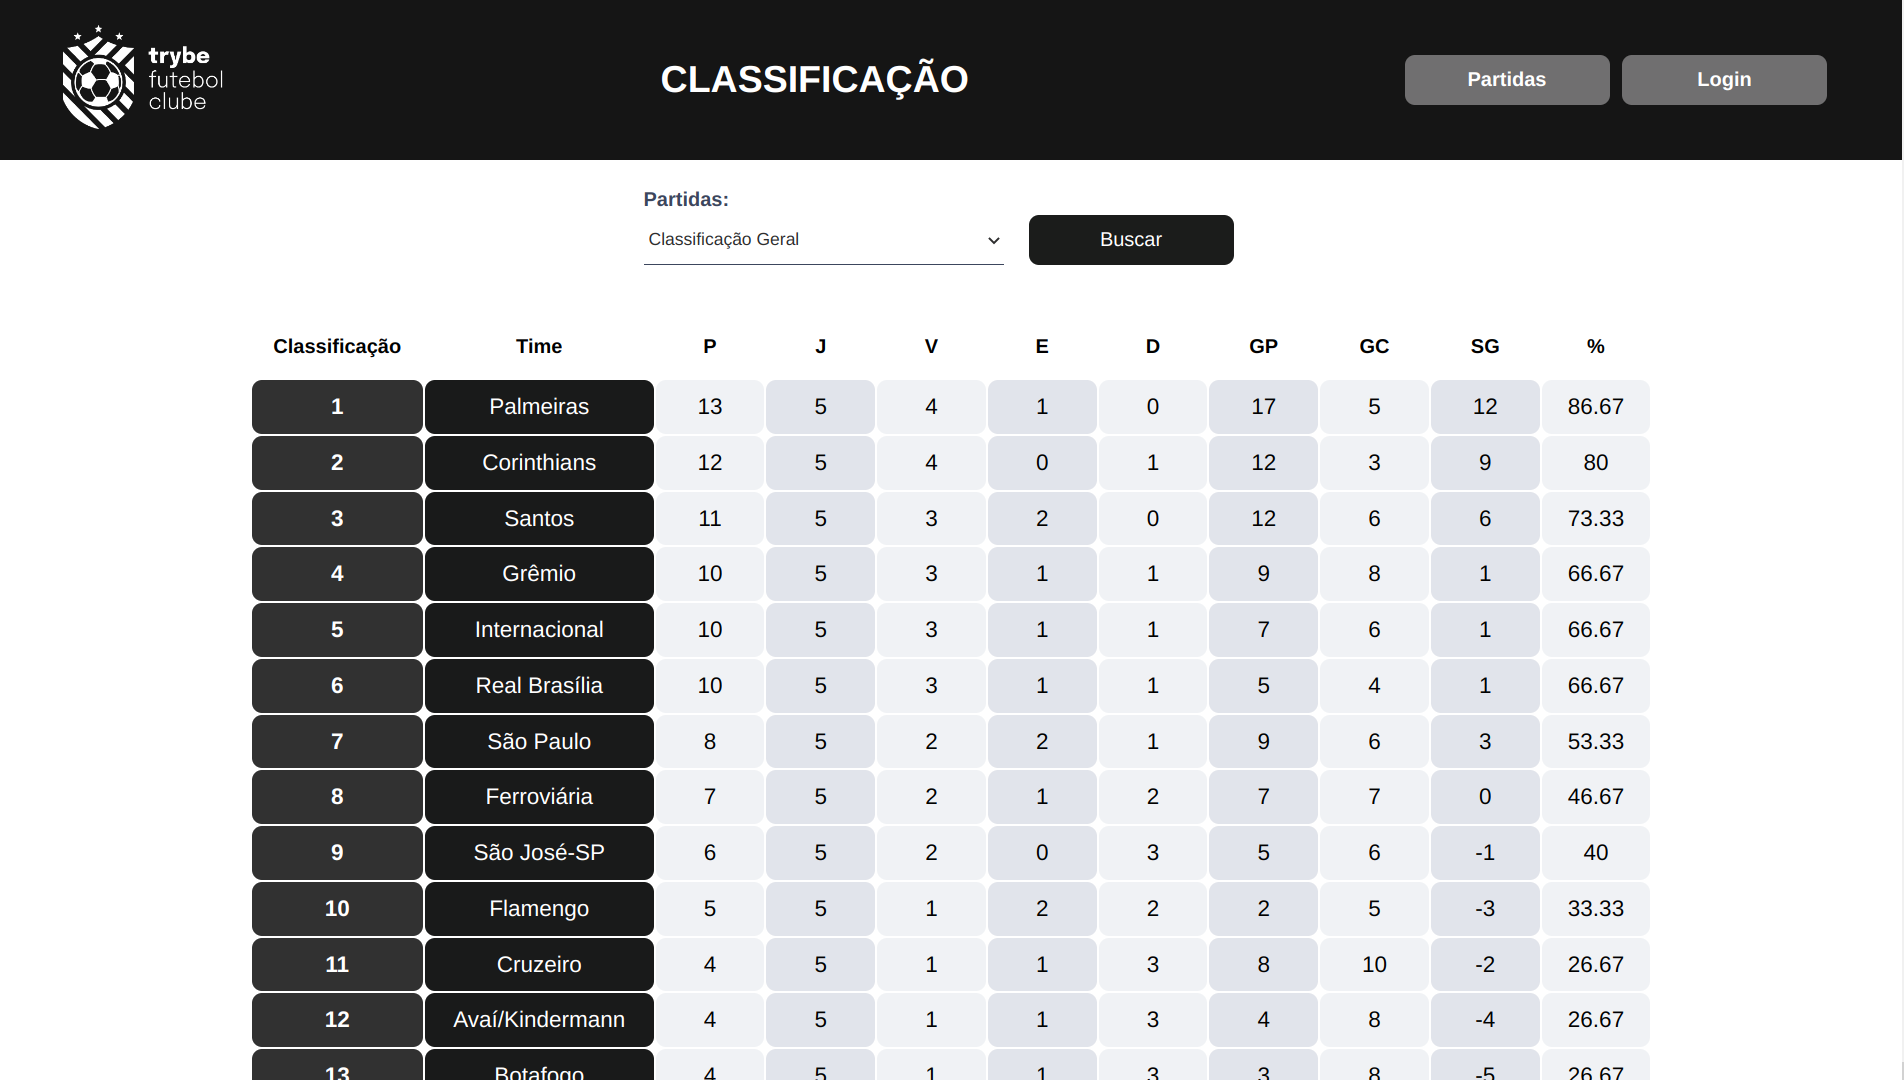 trybe
futebol
clube
CLASSIFICAÇÃO
Partidas
Login
Partidas:
Classificação Geral
Buscar
Classificação Time P J V E D GP GC SG %
1 Palmeiras 13 5 4 1 0 17 5 12 86.67
2 Corinthians 12 5 4 0 1 12 3 9 80
3 Santos 11 5 3 2 0 12 6 6 73.33
4 Grêmio 10 5 3 1 1 9 8 1 66.67
5 Internacional 10 5 3 1 1 7 6 1 66.67
6 Real Brasília 10 5 3 1 1 5 4 1 66.67
7 São Paulo 8 5 2 2 1 9 6 3 53.33
8 Ferroviária 7 5 2 1 2 7 7 0 46.67
9 São José-SP 6 5 2 0 3 5 6 -1 40
10 Flamengo 5 5 1 2 2 2 5 -3 33.33
11 Cruzeiro 4 5 1 1 3 8 10 -2 26.67
12 Avaí/Kindermann 4 5 1 1 3 4 8 -4 26.67
13 Botafogo 4 5 1 1 3 3 8 -5 26.67